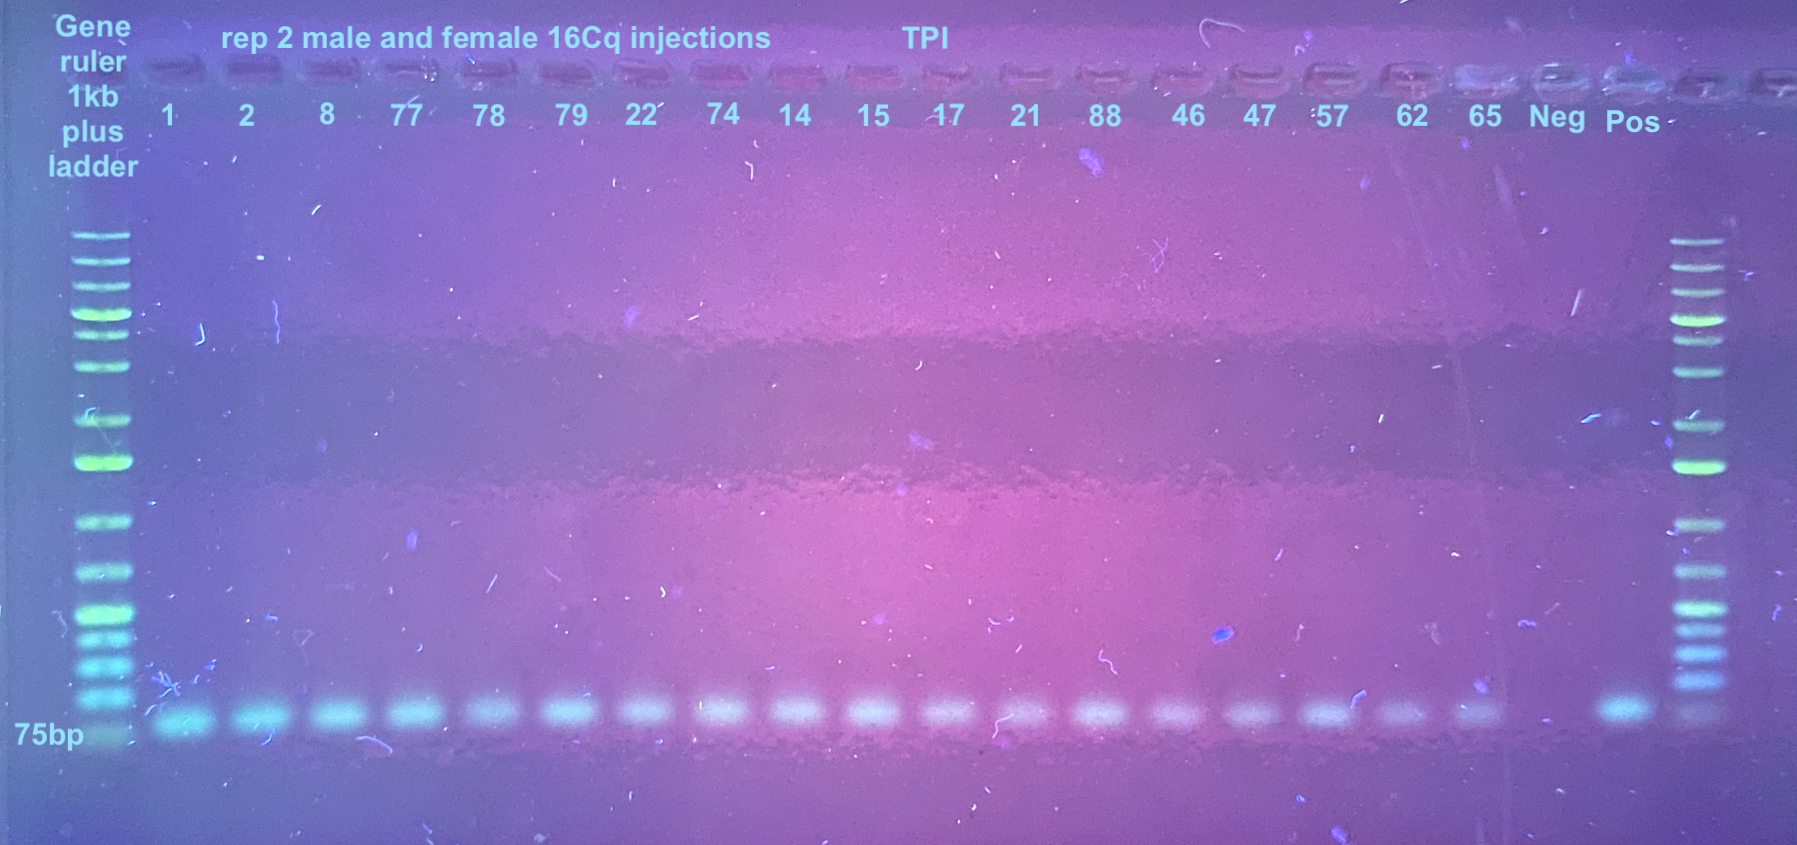 Gene
ruler
1kb
plus
ladder
rep 2 male and female 16Cq injections
TPI
1 2 8 77 78 79 22 74 14 15 17 21 88 46 47 57 62 65 Neg Pos
75bp